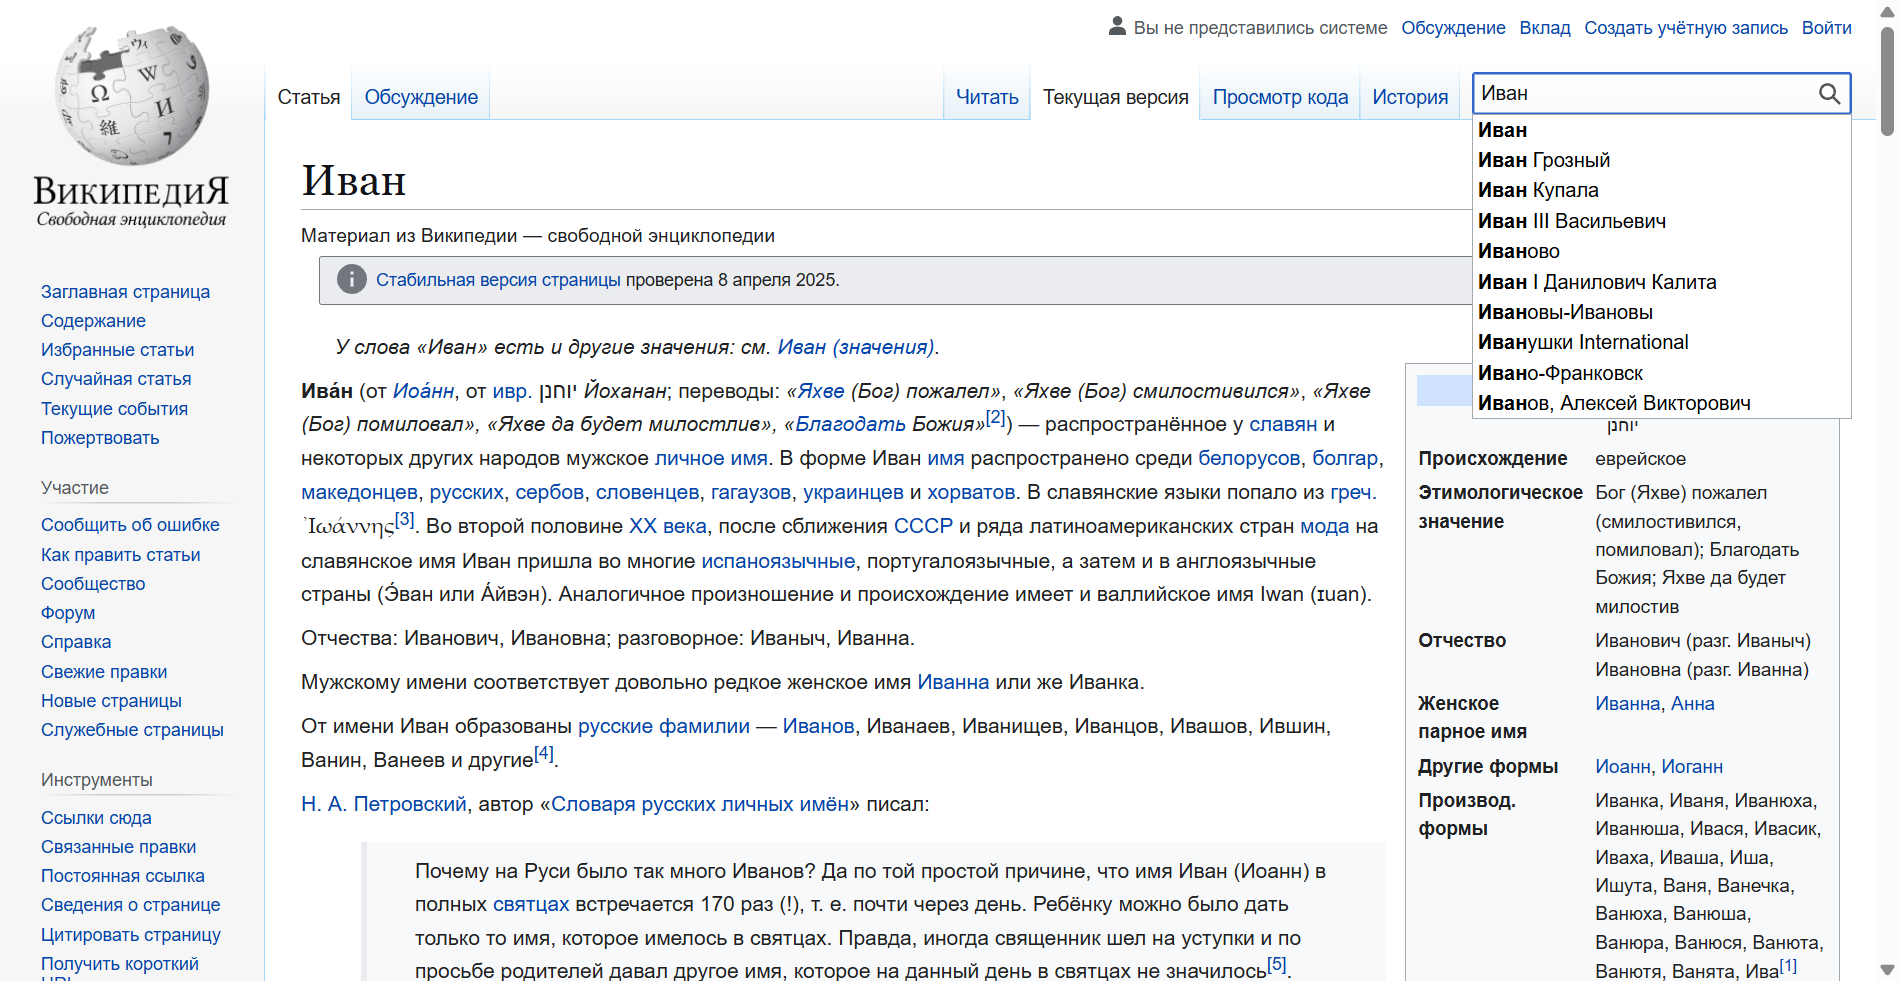 ВикипедиЯ
Свободная энциклопедия
Вы не представились системе Обсуждение Вклад Создать учётную запись Войти
Статья Обсуждение Читать Текущая версия Просмотр кода История
Иван
Иван
Иван Грозный
Иван Купала
Иван III Васильевич
Иваново
Иван I Данилович Калита
Ивановы-Ивановы
Иванушки International
Ивано-Франковск
Иванов, Алексей Викторович
Заглавная страница
Содержание
Избранные статьи
Случайная статья
Текущие события
Пожертвовать
Участие
Сообщить об ошибке
Как править статьи
Сообщество
Форум
Справка
Свежие правки
Новые страницы
Служебные страницы
Инструменты
Ссылки сюда
Связанные правки
Постоянная ссылка
Сведения о странице
Цитировать страницу
Получить короткий
Иван
Материал из Википедии — свободной энциклопедии
Стабильная версия страницы проверена 8 апреля 2025.
У слова «Иван» есть и другие значения: см. Иван (значения).
Ива́н (от Иоа́нн, от ивр. יוחנן Йоханан; переводы: «Яхве (Бог) пожалел», «Яхве (Бог) смилостивился», «Яхве
(Бог) помиловал», «Яхве да будет милостлив», «Благодать Божия»[2]) — распространённое у славян и
некоторых других народов мужское личное имя. В форме Иван имя распространено среди белорусов, болгар,
македонцев, русских, сербов, словенцев, гагаузов, украинцев и хорватов. В славянские языки попало из греч.
Ἰωάννης[3]. Во второй половине XX века, после сближения СССР и ряда латиноамериканских стран мода на
славянское имя Иван пришла во многие испаноязычные, португалоязычные, а затем и в англоязычные
страны (Э́ван или А́йвэн). Аналогичное произношение и происхождение имеет и валлийское имя Iwan (ɪuan).
Отчества: Иванович, Ивановна; разговорное: Иваныч, Иванна.
Мужскому имени соответствует довольно редкое женское имя Иванна или же Иванка.
От имени Иван образованы русские фамилии — Иванов, Иванаев, Иванищев, Иванцов, Ивашов, Ившин,
Ванин, Ванеев и другие[4].
Н. А. Петровский, автор «Словаря русских личных имён» писал:
Почему на Руси было так много Иванов? Да по той простой причине, что имя Иван (Иоанн) в
полных святцах встречается 170 раз (!), т. е. почти через день. Ребёнку можно было дать
только то имя, которое имелось в святцах. Правда, иногда священник шел на уступки и по
просьбе родителей давал другое имя, которое на данный день в святцах не значилось[5].
יוחנן
Происхождение еврейское
Этимологическое Бог (Яхве) пожалел
значение (смилостивился,
помиловал); Благодать
Божия; Яхве да будет
милостив
Отчество Иванович (разг. Иваныч)
Ивановна (разг. Иванна)
Женское Иванна, Анна
парное имя
Другие формы Иоанн, Иоганн
Производ. Иванка, Иваня, Иванюха,
формы Иванюша, Ивася, Ивасик,
Иваха, Иваша, Иша,
Ишута, Ваня, Ванечка,
Ванюха, Ванюша,
Ванюра, Ванюся, Ванюта,
Ванютя, Ванята, Ива[1]